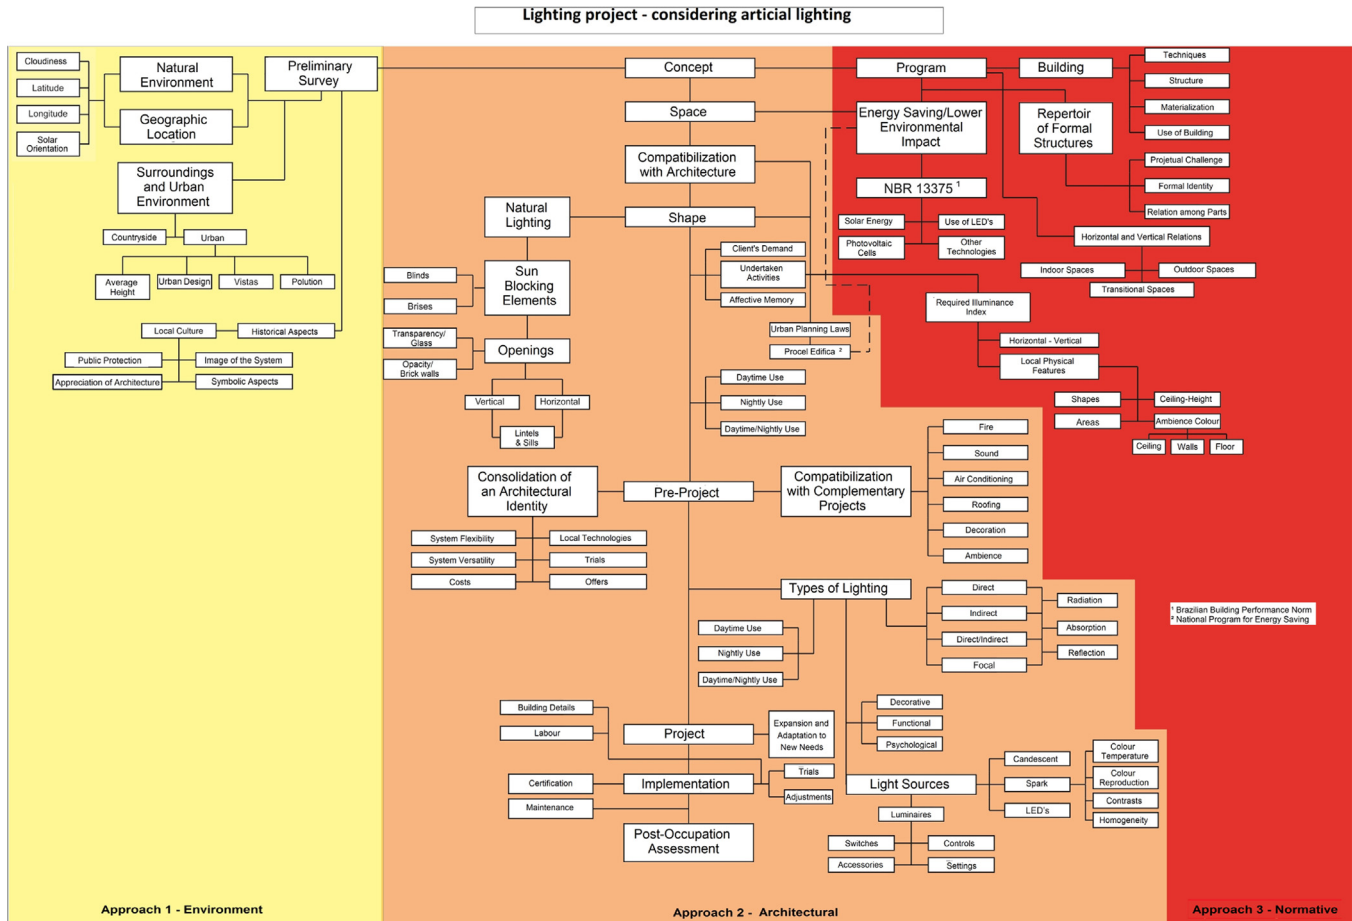 Lighting project - considering articial lighting
Cloudiness
Latitude
Longitude
Solar
Orientation
Natural
Environment
Geographic
Location
Preliminary
Survey
Surroundings
and Urban
Environment
Countryside
Urban
Average
Height
Urban Design
Vistas
Polution
Local Culture
Historical Aspects
Public Protection
Image of the System
Appreciation of Architecture
Symbolic Aspects
Approach 1 - Environment
Concept
Space
Compatibilization
with Architecture
Shape
Natural
Lighting
Sun
Blocking
Elements
Blinds
Brises
Transparency/
Glass
Opacity/
Brick walls
Openings
Vertical
Horizontal
Lintels
& Sills
Client's Demand
Undertaken
Activities
Affective Memory
Urban Planning Laws
Procel Edifica ²
Daytime Use
Nightly Use
Daytime/Nightly Use
Consolidation of
an Architectural
Identity
Pre-Project
Compatibilization
with Complementary
Projects
System Flexibility
Local Technologies
System Versatility
Trials
Costs
Offers
Fire
Sound
Air Conditioning
Roofing
Decoration
Ambience
Types of Lighting
Daytime Use
Nightly Use
Daytime/Nightly Use
Direct
Indirect
Direct/Indirect
Focal
Radiation
Absorption
Reflection
Decorative
Functional
Psychological
Building Details
Labour
Project
Expansion and
Adaptation to
New Needs
Certification
Maintenance
Implementation
Trials
Adjustments
Post-Occupation
Assessment
Light Sources
Candescent
Spark
LED's
Colour
Temperature
Colour
Reproduction
Contrasts
Homogeneity
Luminaires
Switches
Controls
Accessories
Settings
Approach 2 - Architectural
Program
Building
Techniques
Structure
Materialization
Use of Building
Energy Saving/Lower
Environmental
Impact
Repertoir
of Formal
Structures
Projetual Challenge
Formal Identity
Relation among Parts
NBR 13375 ¹
Solar Energy
Use of LED's
Photovoltaic
Cells
Other
Technologies
Horizontal and Vertical Relations
Indoor Spaces
Outdoor Spaces
Transitional Spaces
Required Illuminance
Index
Horizontal - Vertical
Local Physical
Features
Shapes
Ceiling-Height
Areas
Ambience Colour
Ceiling
Walls
Floor
¹ Brazilian Building Performance Norm
² National Program for Energy Saving
Approach 3 - Normative